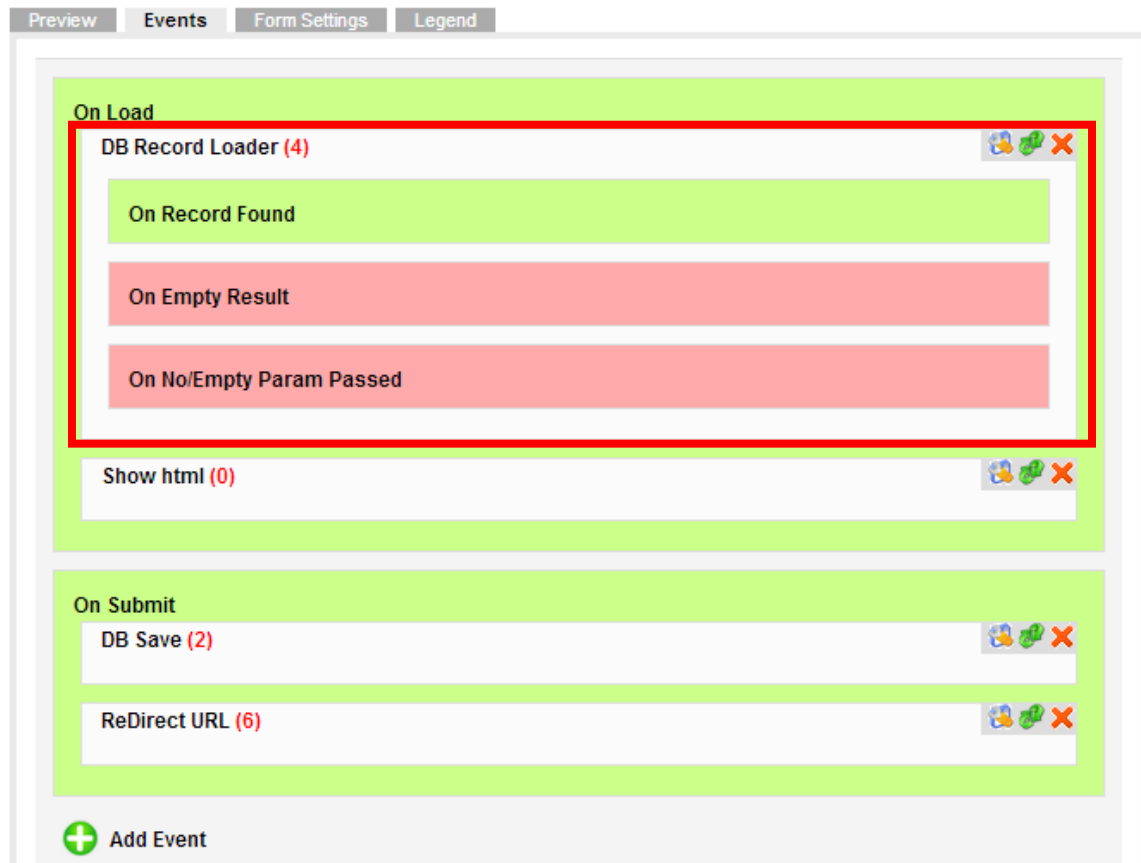 Preview Events Form Settings Legend
On Load
DB Record Loader (4)
On Record Found
On Empty Result
On No/Empty Param Passed
Show html (0)
On Submit
DB Save (2)
ReDirect URL (6)
Add Event